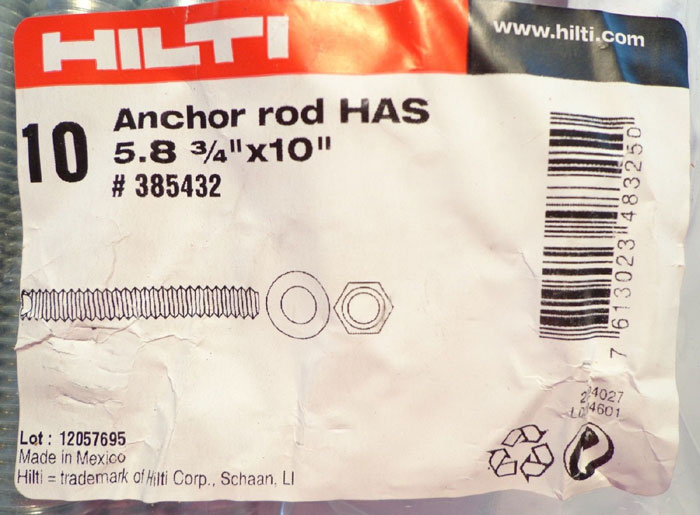 HILTI
www.hilti.com
10
Anchor rod HAS
5.8 3/4"x10"
# 385432
7 613023 483250
Lot : 12057695
Made in Mexico
Hilti = trademark of Hilti Corp., Schaan, LI